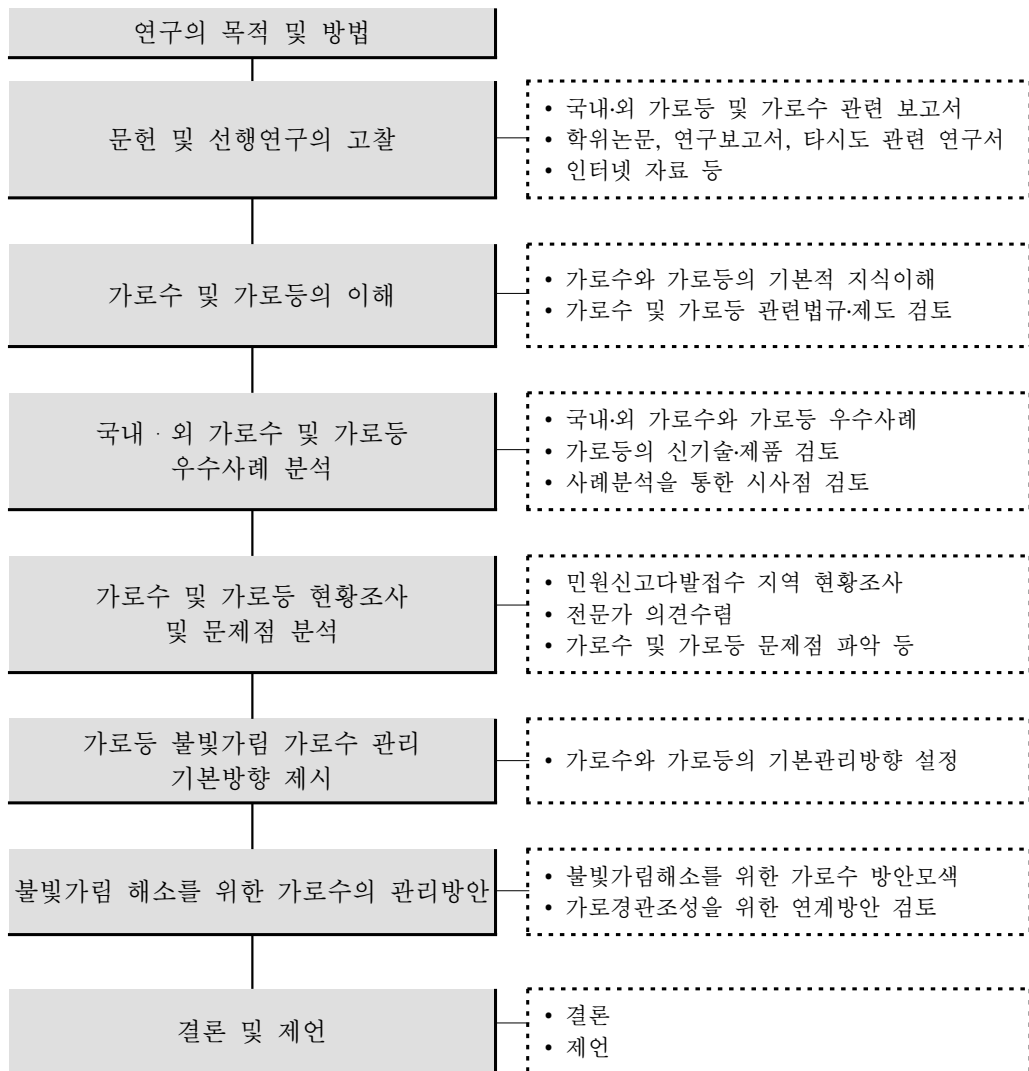 연구의 목적 및 방법
문헌 및 선행연구의 고찰
• 국내·외 가로등 및 가로수 관련 보고서
• 학위논문, 연구보고서, 타시도 관련 연구서
• 인터넷 자료 등
가로수 및 가로등의 이해
• 가로수와 가로등의 기본적 지식이해
• 가로수 및 가로등 관련법규·제도 검토
국내 · 외 가로수 및 가로등
우수사례 분석
• 국내·외 가로수와 가로등 우수사례
• 가로등의 신기술·제품 검토
• 사례분석을 통한 시사점 검토
가로수 및 가로등 현황조사
및 문제점 분석
• 민원신고다발접수 지역 현황조사
• 전문가 의견수렴
• 가로수 및 가로등 문제점 파악 등
가로등 불빛가림 가로수 관리
기본방향 제시
• 가로수와 가로등의 기본관리방향 설정
불빛가림 해소를 위한 가로수의 관리방안
• 불빛가림해소를 위한 가로수 방안모색
• 가로경관조성을 위한 연계방안 검토
결론 및 제언
• 결론
• 제언